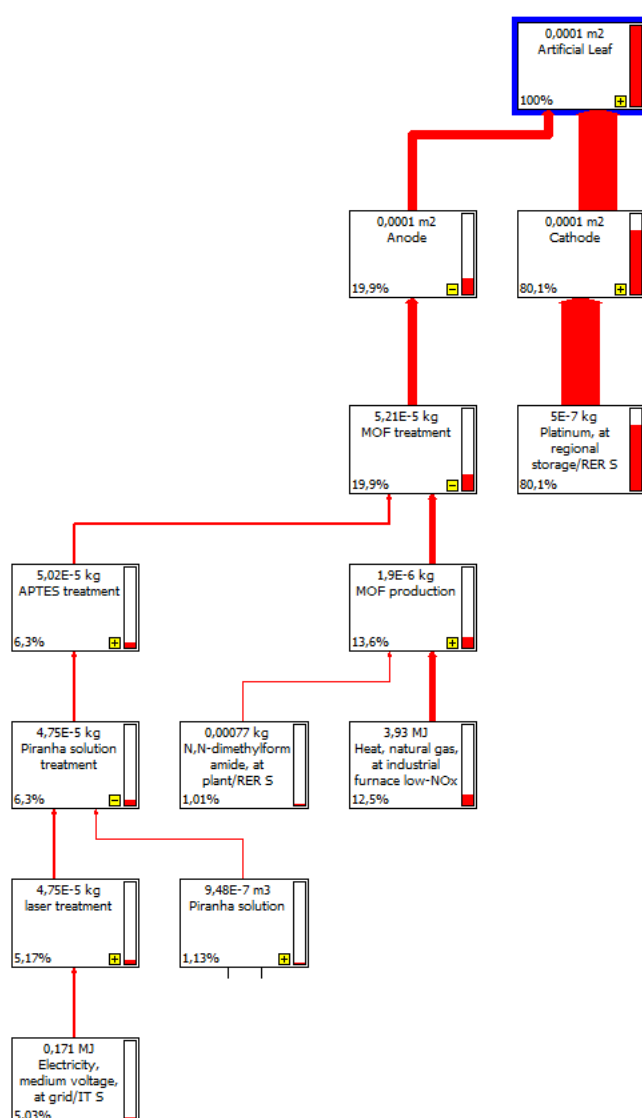 0,0001 m2
Artificial Leaf
100%
0,0001 m2
Anode
19,9%
0,0001 m2
Cathode
80,1%
5,21E-5 kg
MOF treatment
19,9%
5E-7 kg
Platinum, at
regional
storage/RER S
80,1%
5,02E-5 kg
APTES treatment
6,3%
1,9E-6 kg
MOF production
13,6%
4,75E-5 kg
Piranha solution
treatment
6,3%
0,00077 kg
N,N-dimethylform
amide, at
plant/RER S
1,01%
3,93 MJ
Heat, natural gas,
at industrial
furnace low-NOx
12,5%
4,75E-5 kg
laser treatment
5,17%
9,48E-7 m3
Piranha solution
1,13%
0,171 MJ
Electricity,
medium voltage,
at grid/IT S
5,03%